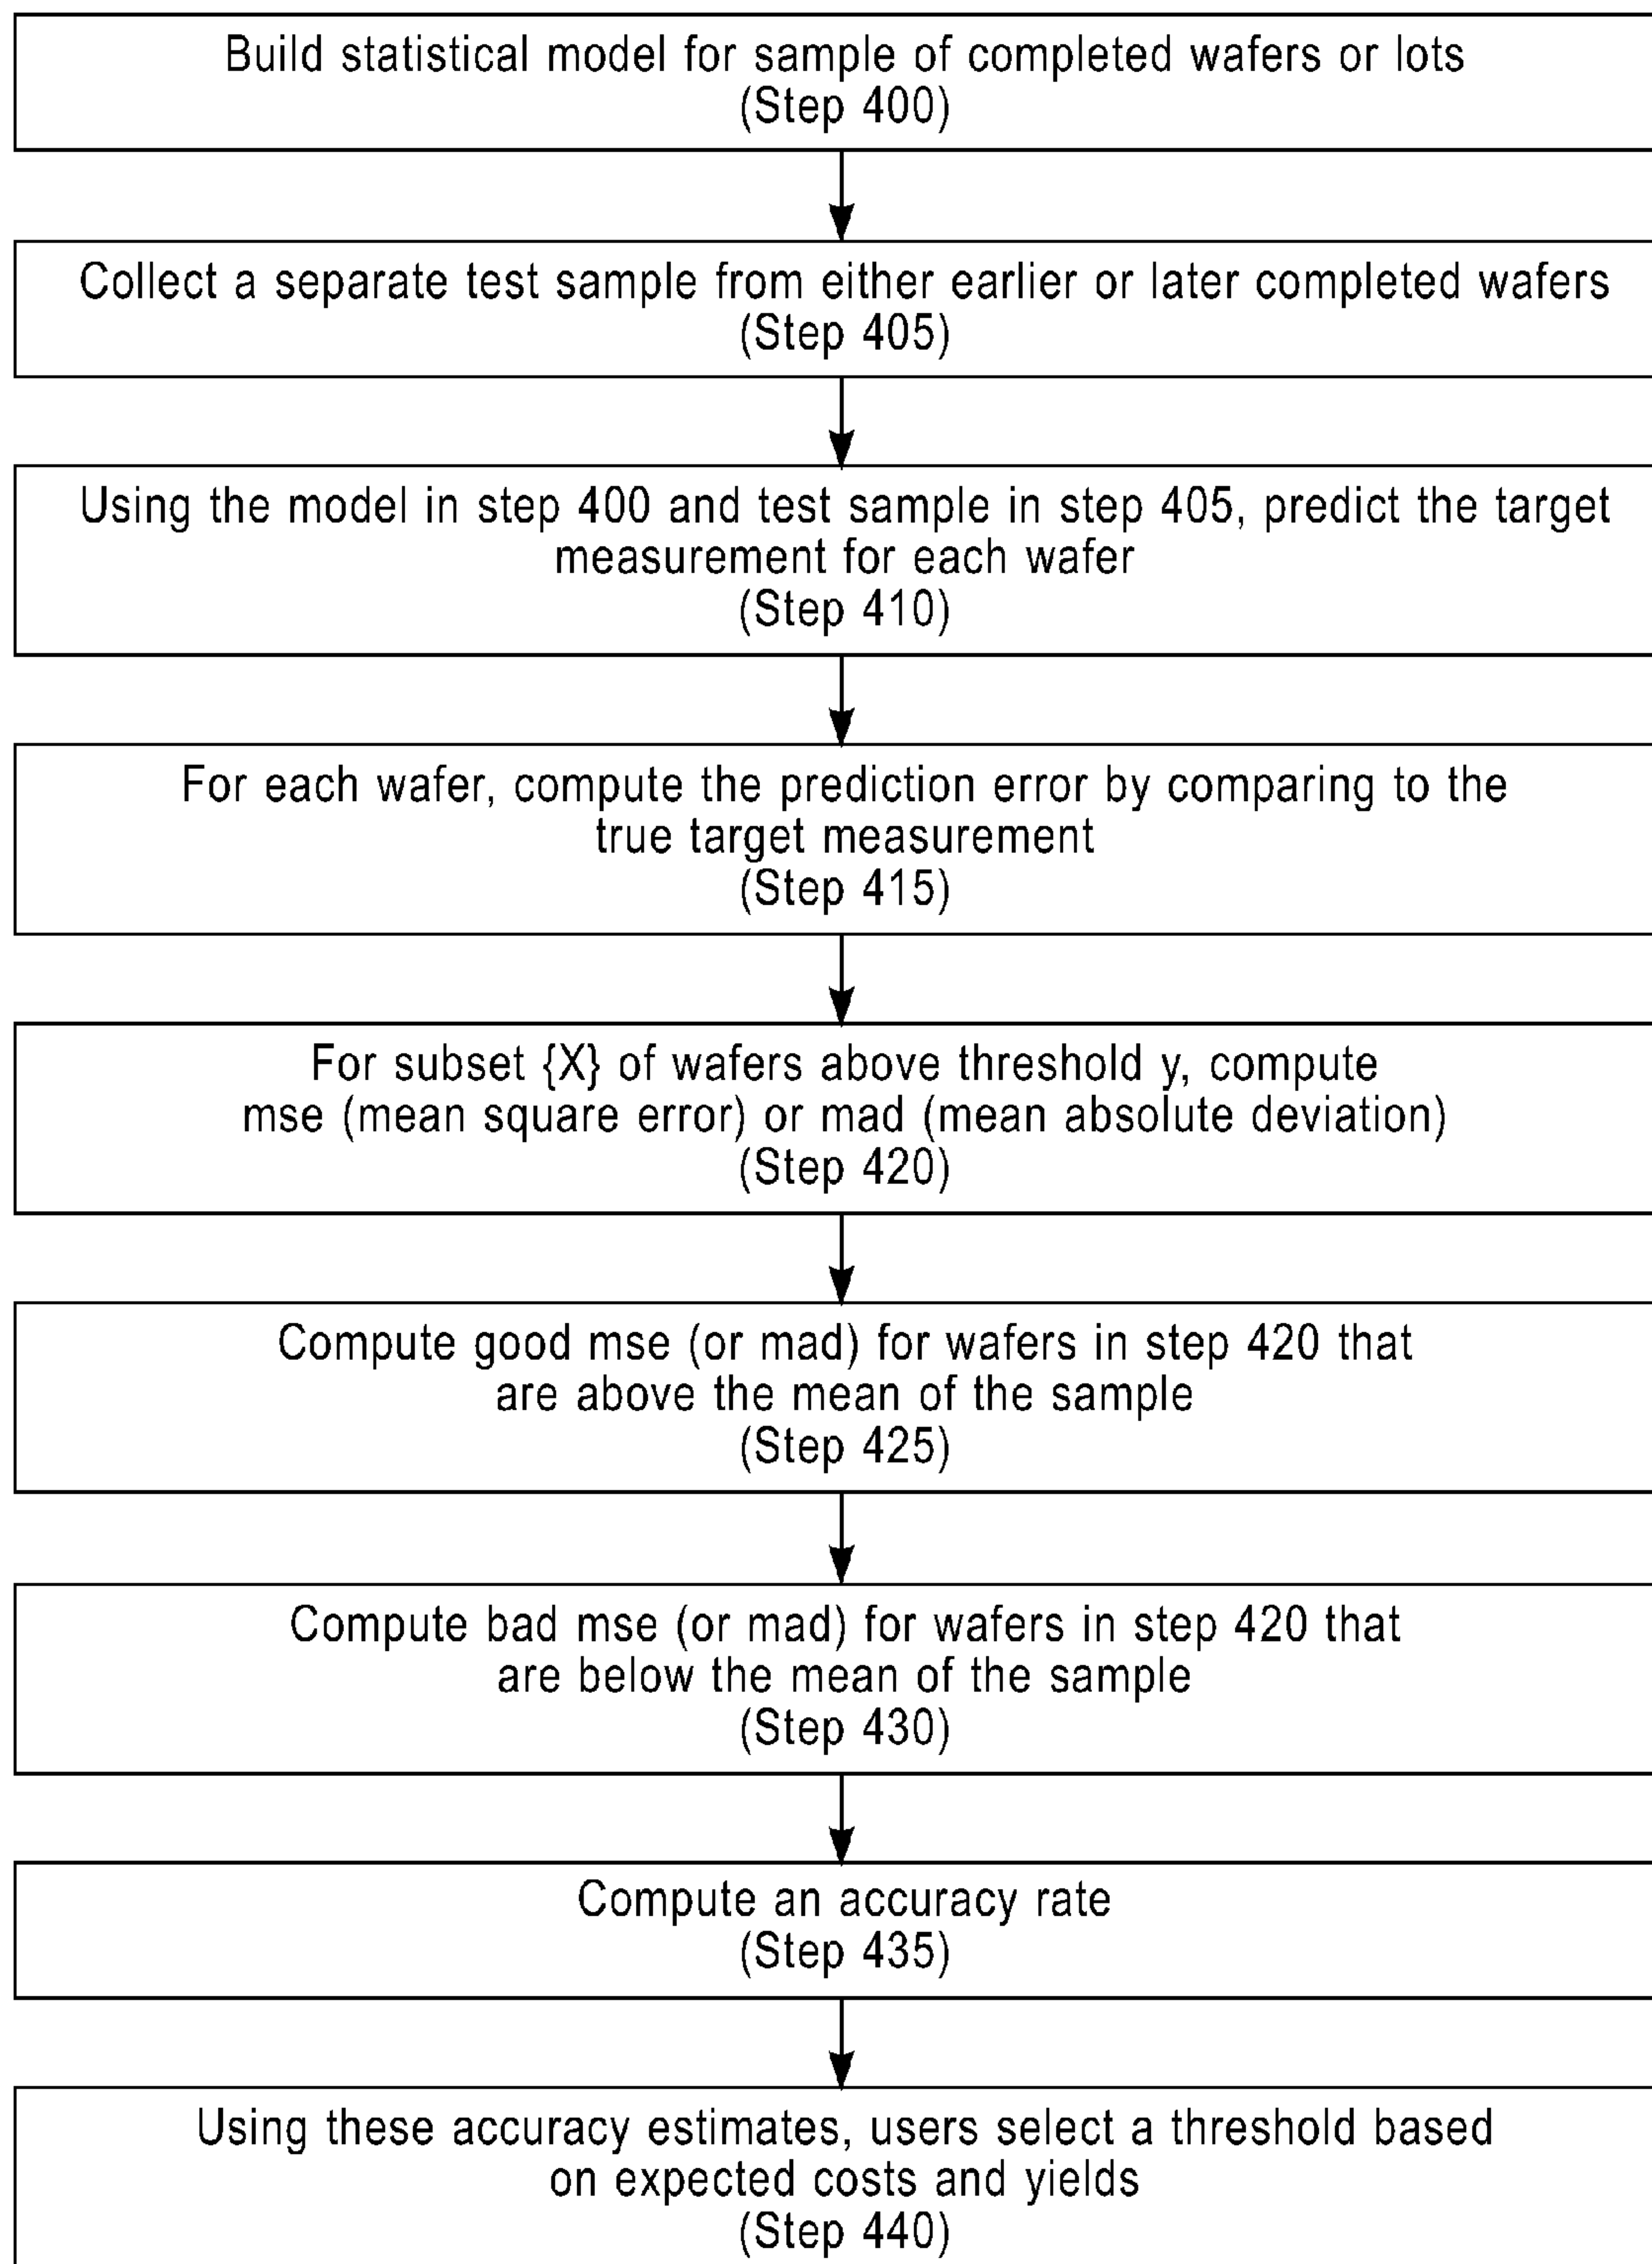 Build statistical model for sample of completed wafers or lots
(Step 400)
Collect a separate test sample from either earlier or later completed wafers
(Step 405)
Using the model in step 400 and test sample in step 405, predict the target
measurement for each wafer
(Step 410)
For each wafer, compute the prediction error by comparing to the
true target measurement
(Step 415)
For subset {X} of wafers above threshold y, compute
mse (mean square error) or mad (mean absolute deviation)
(Step 420)
Compute good mse (or mad) for wafers in step 420 that
are above the mean of the sample
(Step 425)
Compute bad mse (or mad) for wafers in step 420 that
are below the mean of the sample
(Step 430)
Compute an accuracy rate
(Step 435)
Using these accuracy estimates, users select a threshold based
on expected costs and yields
(Step 440)